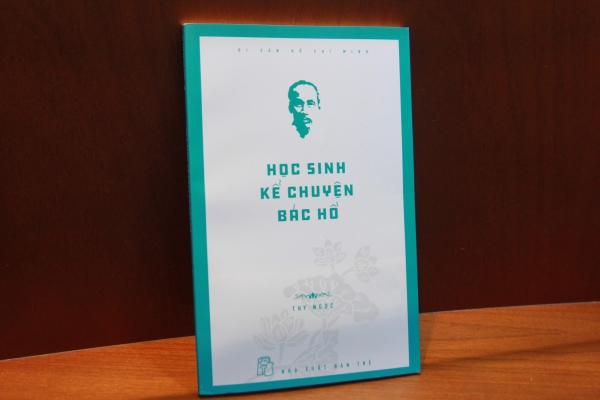 DI SẢN HỒ CHÍ MINH
HỌC SINH
KỂ CHUYỆN
BÁC HỒ
THY NGỌC
NHÀ XUẤT BẢN TRẺ